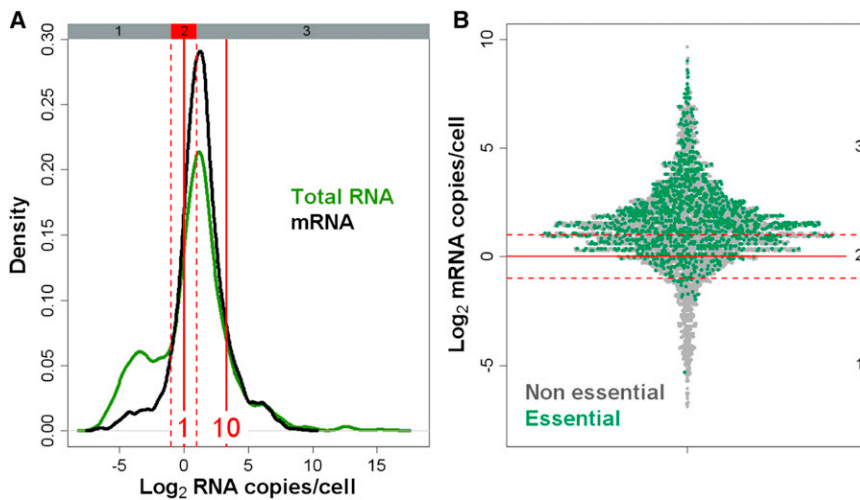 A
1 2 3
0.30
0.25
0.20
0.15
0.10
0.05
0.00
Density
Total RNA
mRNA
1 10
-5 0 5 10 15
Log2 RNA copies/cell
B
10
5
0
-5
Log2 mRNA copies/cell
3
2
1
Non essential
Essential